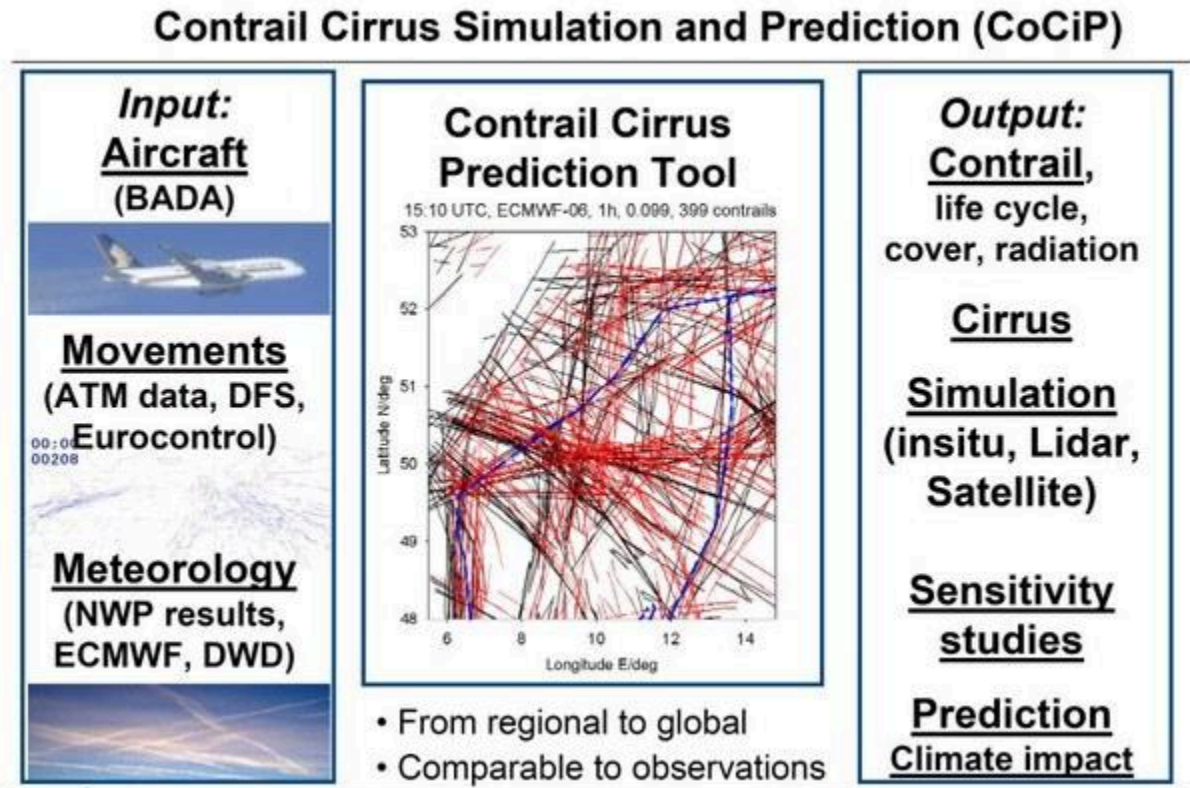 Contrail Cirrus Simulation and Prediction (CoCiP)
Input:
Aircraft
(BADA)
Movements
(ATM data, DFS,
Eurocontrol)
00208
Meteorology
(NWP results,
ECMWF, DWD)
Contrail Cirrus
Prediction Tool
15:10 UTC, ECMWF-06, 1h, 0.099, 399 contrails
53
52
51
50
49
48
Latitude N/deg
6 8 10 12 14
Longitude E/deg
• From regional to global
• Comparable to observations
Output:
Contrail,
life cycle,
cover, radiation
Cirrus
Simulation
(insitu, Lidar,
Satellite)
Sensitivity
studies
Prediction
Climate impact